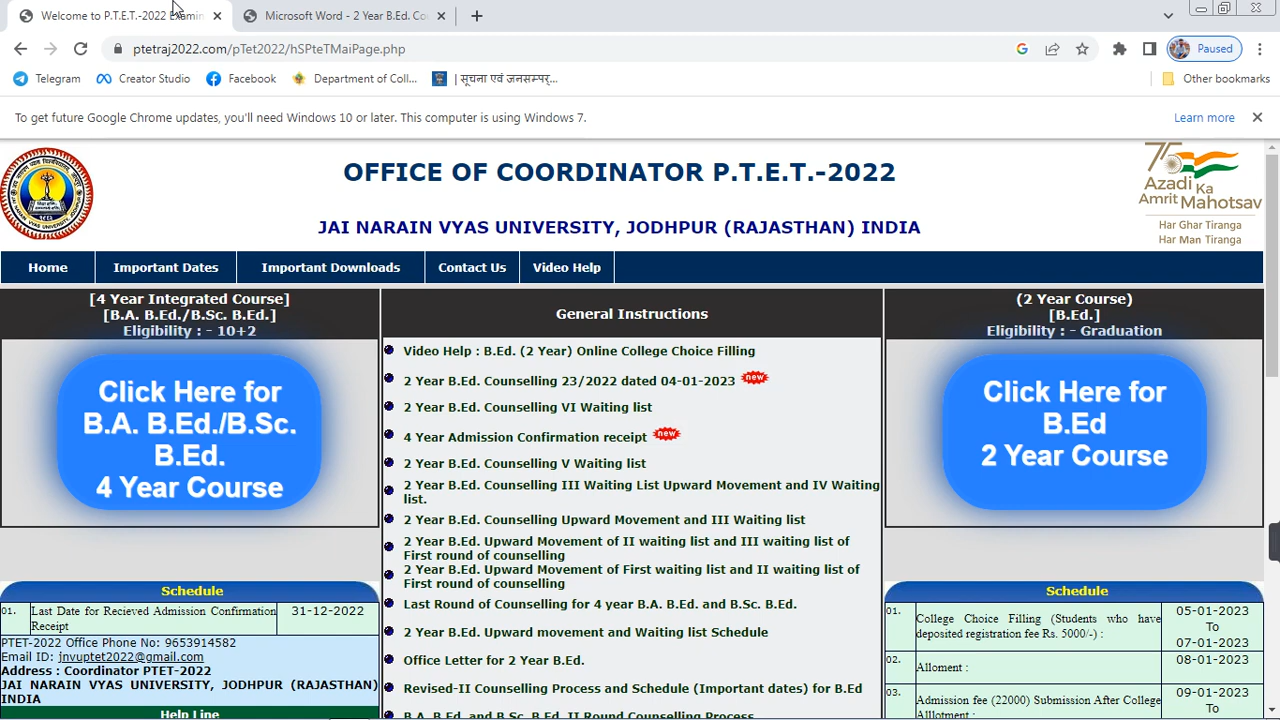 Welcome to P.T.E.T.-2022 Examin
Microsoft Word - 2 Year B.Ed. Co
ptetraj2022.com/pTet2022/hSPteTMaiPage.php
Paused
Telegram
Creator Studio
Facebook
Department of Coll...
| सूचना एवं जनसम्पर्...
Other bookmarks
To get future Google Chrome updates, you'll need Windows 10 or later. This computer is using Windows 7.
Learn more
OFFICE OF COORDINATOR P.T.E.T.-2022
JAI NARAIN VYAS UNIVERSITY, JODHPUR (RAJASTHAN) INDIA
75
Azadi Ka
Amrit Mahotsav
Har Ghar Tiranga
Har Man Tiranga
Home
Important Dates
Important Downloads
Contact Us
Video Help
[4 Year Integrated Course]
[B.A. B.Ed./B.Sc. B.Ed.]
Eligibility : - 10+2
Click Here for
B.A. B.Ed./B.Sc.
B.Ed.
4 Year Course
Schedule
01. Last Date for Recieved Admission Confirmation Receipt 31-12-2022
PTET-2022 Office Phone No: 9653914582
Email ID: jnvuptet2022@gmail.com
Address : Coordinator PTET-2022
JAI NARAIN VYAS UNIVERSITY, JODHPUR (RAJASTHAN)
INDIA
Help Line
General Instructions
Video Help : B.Ed. (2 Year) Online College Choice Filling
2 Year B.Ed. Counselling 23/2022 dated 04-01-2023 new
2 Year B.Ed. Counselling VI Waiting list
4 Year Admission Confirmation receipt new
2 Year B.Ed. Counselling V Waiting list
2 Year B.Ed. Counselling III Waiting List Upward Movement and IV Waiting
list.
2 Year B.Ed. Counselling Upward Movement and III Waiting list
2 Year B.Ed. Upward Movement of II waiting list and III waiting list of
First round of counselling
2 Year B.Ed. Upward Movement of First waiting list and II waiting list of
First round of counselling
Last Round of Counselling for 4 year B.A. B.Ed. and B.Sc. B.Ed.
2 Year B.Ed. Upward movement and Waiting list Schedule
Office Letter for 2 Year B.Ed.
Revised-II Counselling Process and Schedule (Important dates) for B.Ed
B.A. B.Ed. and B.Sc. B.Ed. II Round Counselling Process
(2 Year Course)
[B.Ed.]
Eligibility : - Graduation
Click Here for
B.Ed
2 Year Course
Schedule
01. College Choice Filling (Students who have deposited registration fee Rs. 5000/-) : 05-01-2023 To 07-01-2023
02. Alloment : 08-01-2023
03. Admission fee (22000) Submission After College Allotment : 09-01-2023 To